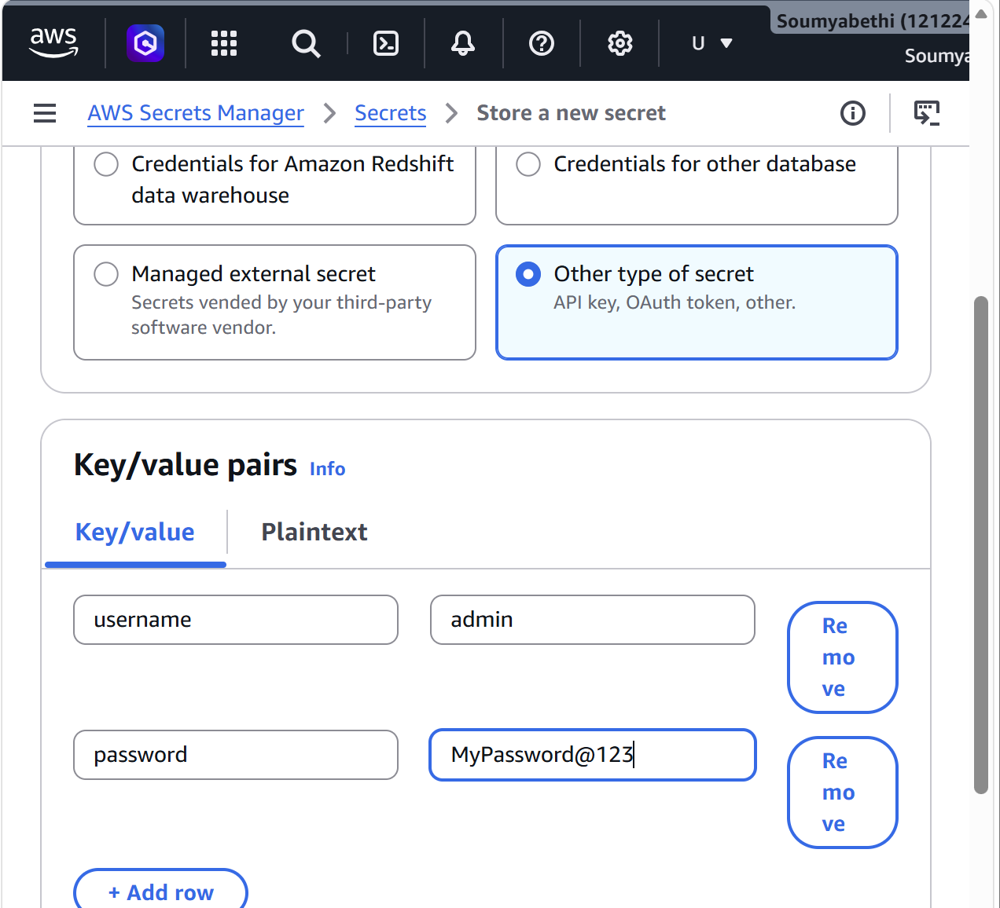 Soumyabethi (121224
aws
U
Soumya
AWS Secrets Manager > Secrets > Store a new secret
Credentials for Amazon Redshift
data warehouse
Credentials for other database
Managed external secret
Secrets vended by your third-party
software vendor.
Other type of secret
API key, OAuth token, other.
Key/value pairs Info
Key/value
Plaintext
username
admin
Re
mo
ve
password
MyPassword@123
Re
mo
ve
+ Add row